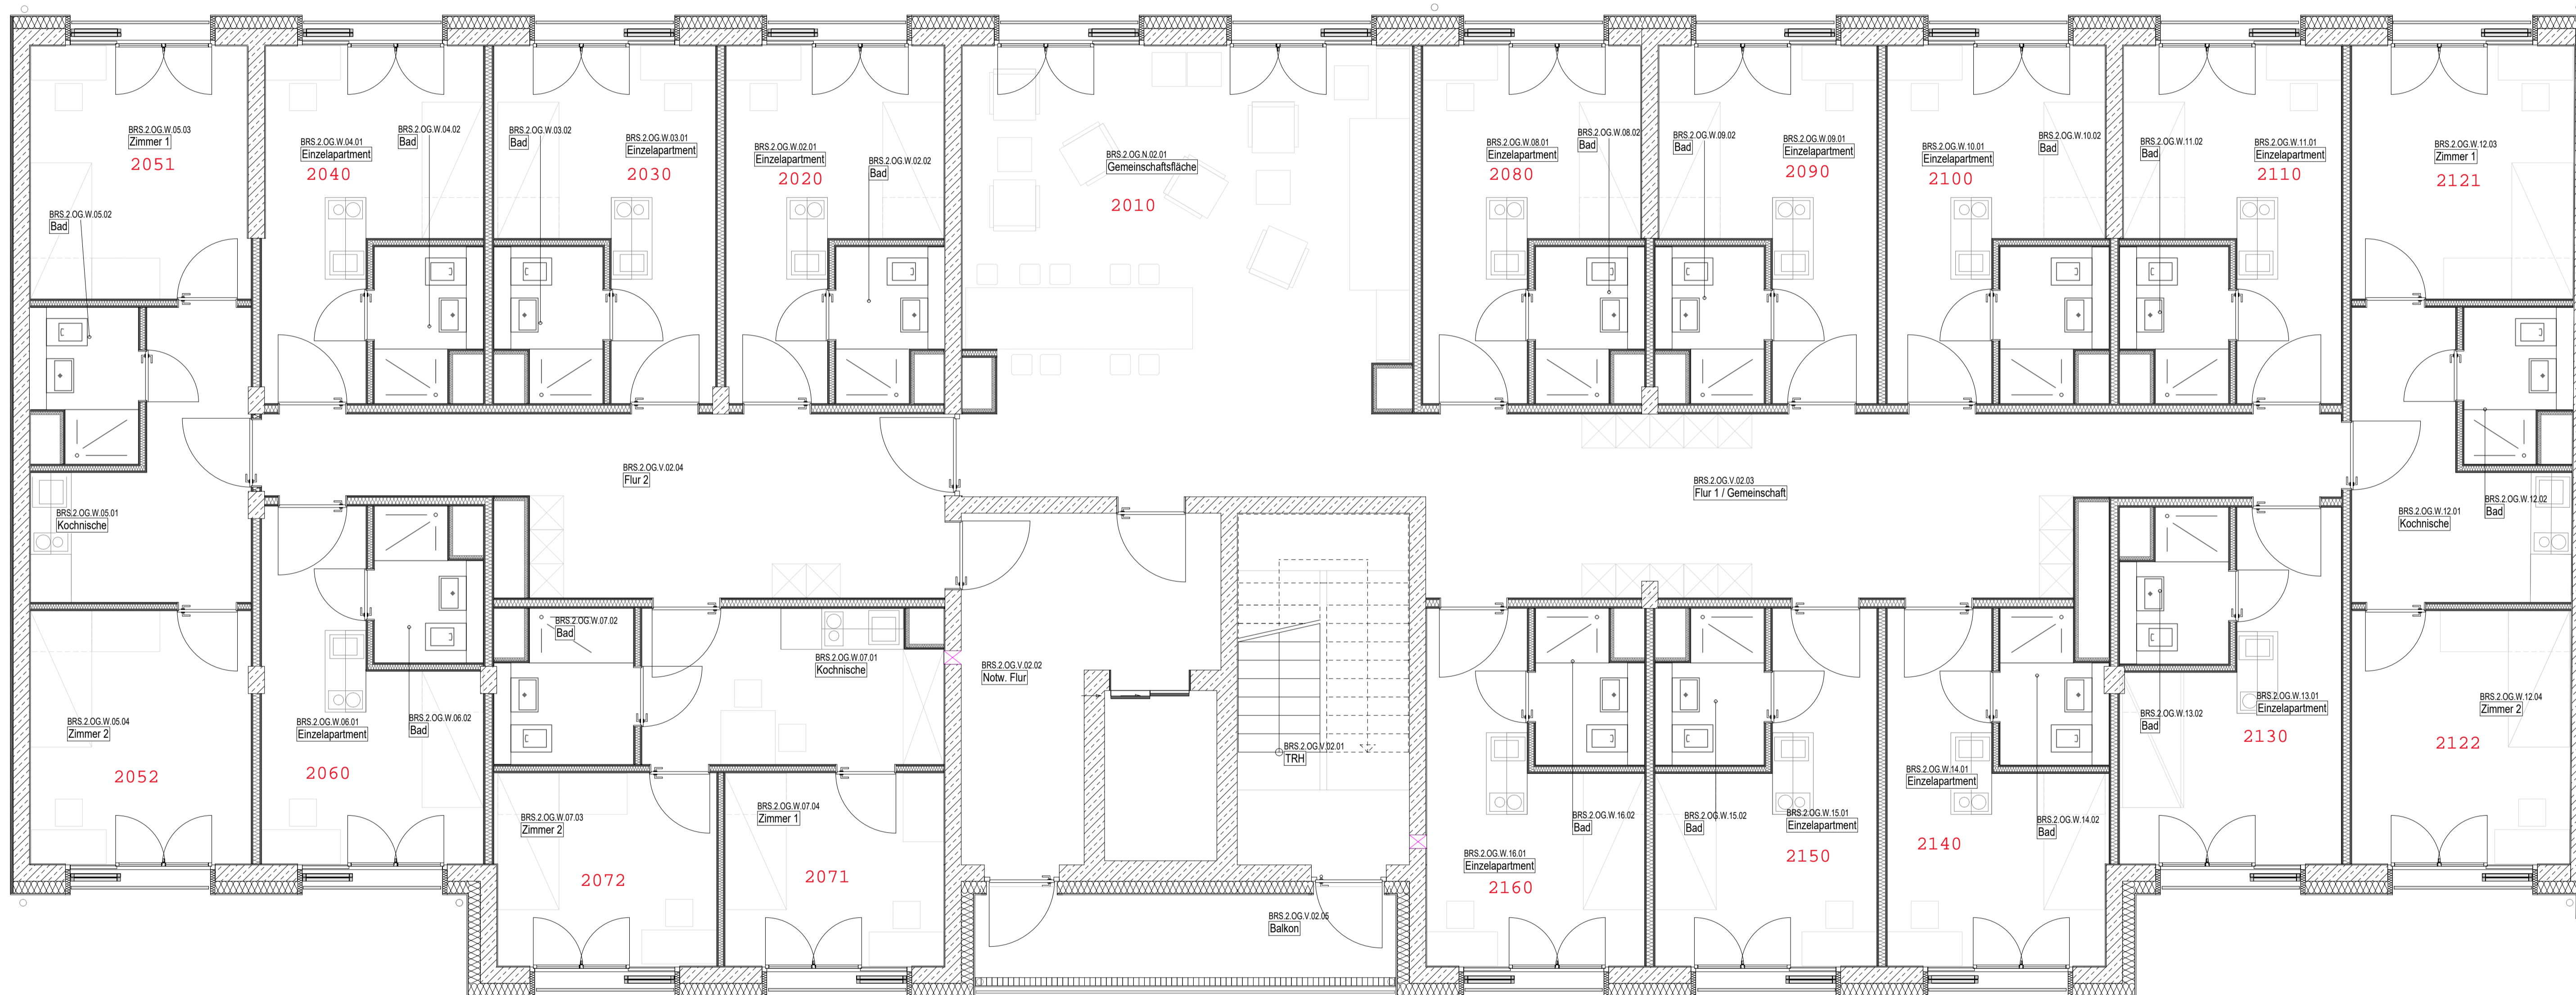 BRS.2.OG.W.05.03
Zimmer 1
2051
BRS.2.OG.W.05.02
Bad
BRS.2.OG.W.04.01
Einzelapartment
2040
BRS.2.OG.W.04.02
Bad
BRS.2.OG.W.03.02
Bad
BRS.2.OG.W.03.01
Einzelapartment
2030
BRS.2.OG.W.02.01
Einzelapartment
2020
BRS.2.OG.W.02.02
Bad
BRS.2.OG.N.02.01
Gemeinschaftsfläche
2010
BRS.2.OG.W.08.01
Einzelapartment
2080
BRS.2.OG.W.08.02
Bad
BRS.2.OG.W.09.02
Bad
BRS.2.OG.W.09.01
Einzelapartment
2090
BRS.2.OG.W.10.01
Einzelapartment
2100
BRS.2.OG.W.10.02
Bad
BRS.2.OG.W.11.02
Bad
BRS.2.OG.W.11.01
Einzelapartment
2110
BRS.2.OG.W.12.03
Zimmer 1
2121
BRS.2.OG.W.05.01
Kochnische
BRS.2.OG.V.02.04
Flur 2
BRS.2.OG.V.02.03
Flur 1 / Gemeinschaft
BRS.2.OG.W.12.01
Kochnische
BRS.2.OG.W.12.02
Bad
BRS.2.OG.W.05.04
Zimmer 2
2052
BRS.2.OG.W.06.01
Einzelapartment
2060
BRS.2.OG.W.06.02
Bad
BRS.2.OG.W.07.02
Bad
BRS.2.OG.W.07.01
Kochnische
BRS.2.OG.W.07.03
Zimmer 2
2072
BRS.2.OG.W.07.04
Zimmer 1
2071
BRS.2.OG.V.02.02
Notw. Flur
BRS.2.OG.V.02.01
TRH
BRS.2.OG.V.02.05
Balkon
BRS.2.OG.W.16.01
Einzelapartment
2160
BRS.2.OG.W.16.02
Bad
BRS.2.OG.W.15.02
Bad
BRS.2.OG.W.15.01
Einzelapartment
2150
BRS.2.OG.W.14.01
Einzelapartment
2140
BRS.2.OG.W.14.02
Bad
BRS.2.OG.W.13.02
Bad
BRS.2.OG.W.13.01
Einzelapartment
2130
BRS.2.OG.W.12.04
Zimmer 2
2122